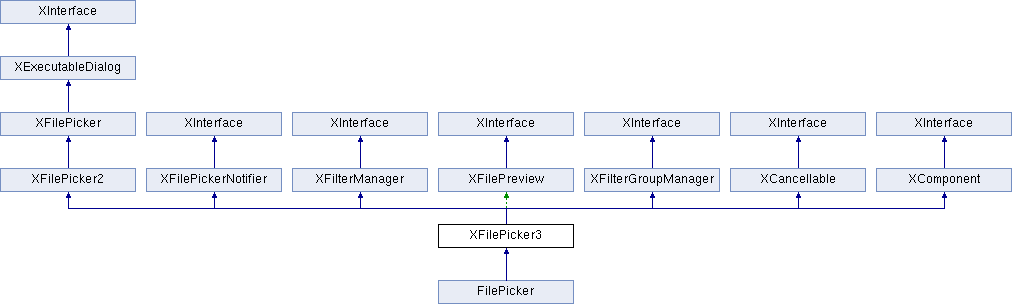 XInterface
XExecutableDialog
XFilePicker
XInterface
XInterface
XInterface
XInterface
XInterface
XInterface
XFilePicker2
XFilePickerNotifier
XFilterManager
XFilePreview
XFilterGroupManager
XCancellable
XComponent
XFilePicker3
FilePicker